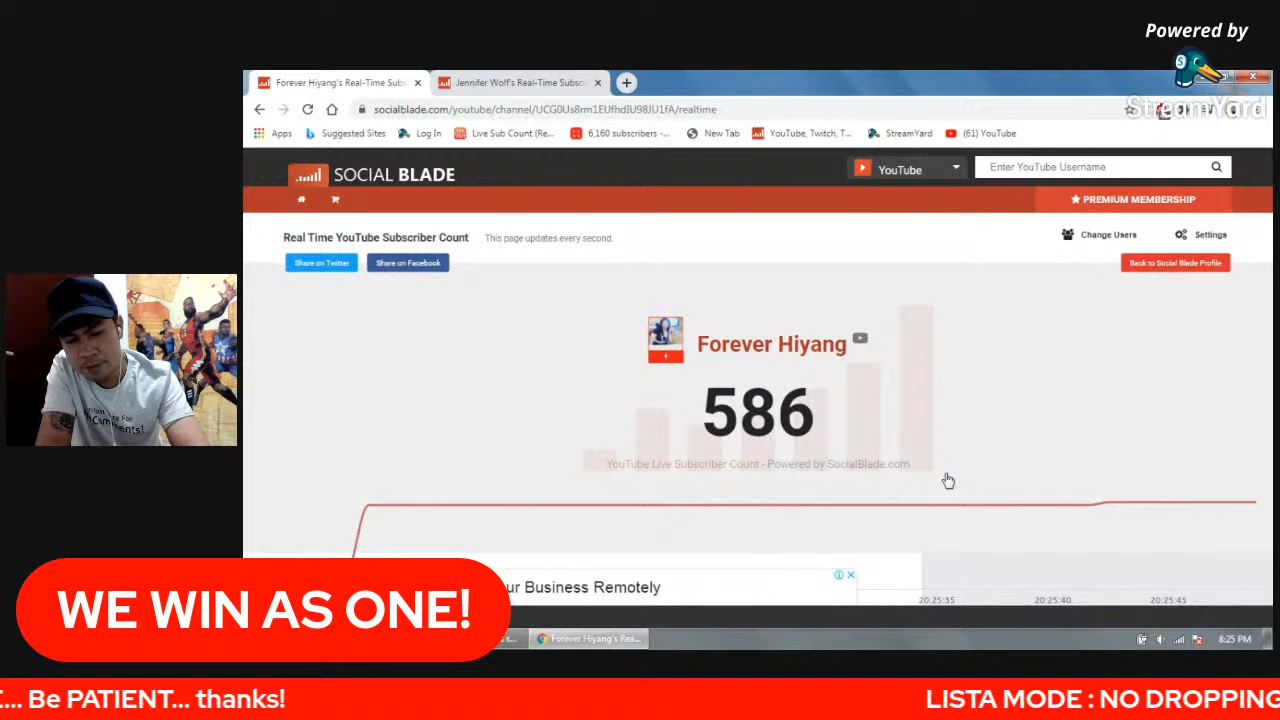 Powered by
StreamYard
Forever Hiyang's Real-Time Subs
Jennifer Wolf's Real-Time Subsc
socialblade.com/youtube/channel/UCG0Us8rm1EUfhdIU98JU1fA/realtime
Apps Suggested Sites Log In Live Sub Count (Re... 6,160 subscribers -... New Tab YouTube, Twitch, T... StreamYard (61) YouTube
SOCIAL BLADE
YouTube
Enter YouTube Username
PREMIUM MEMBERSHIP
Real Time YouTube Subscriber Count
This page updates every second.
Change Users
Settings
Share on Twitter
Share on Facebook
Back to Social Blade Profile
Forever Hiyang
586
YouTube Live Subscriber Count - Powered by SocialBlade.com
Comments!
ur Business Remotely
20:25:35 20:25:40 20:25:45
WE WIN AS ONE!
Forever Hiyang's Rea...
8:25 PM
... Be PATIENT... thanks!
LISTA MODE : NO DROPPING